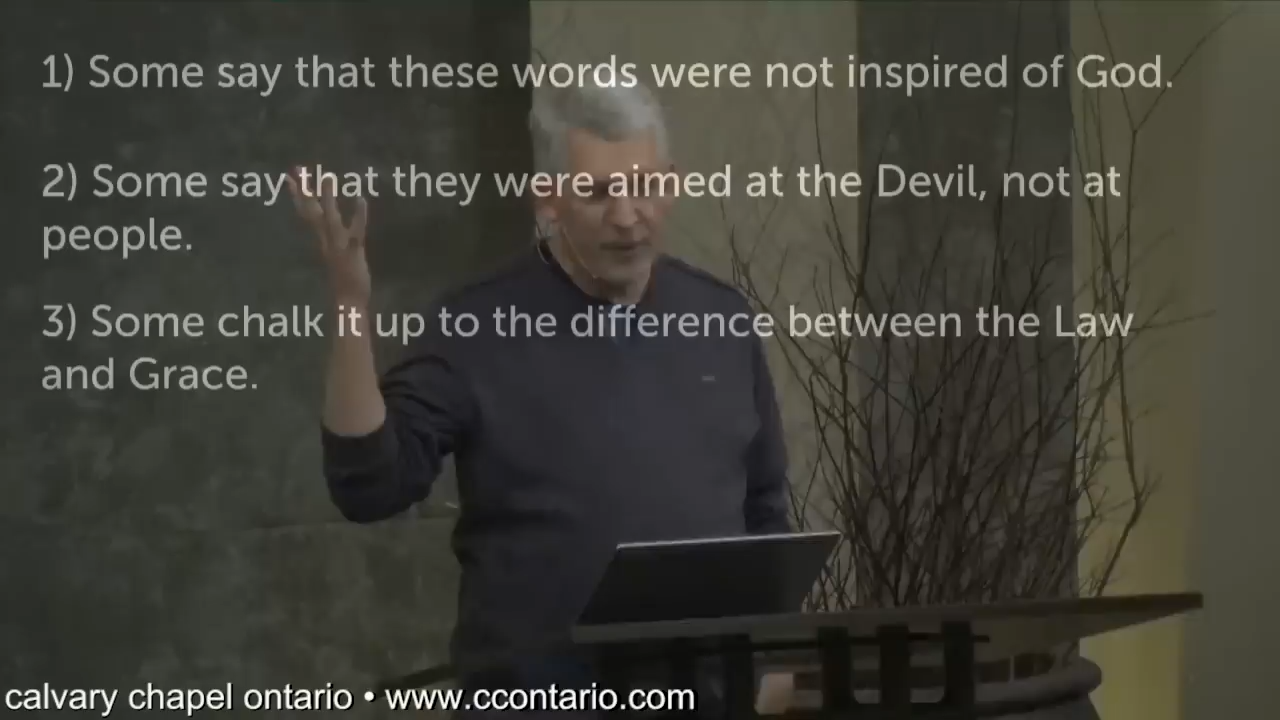 1) Some say that these words were not inspired of God.
2) Some say that they were aimed at the Devil, not at
people.
3) Some chalk it up to the difference between the Law
and Grace.
calvary chapel ontario • www.ccontario.com